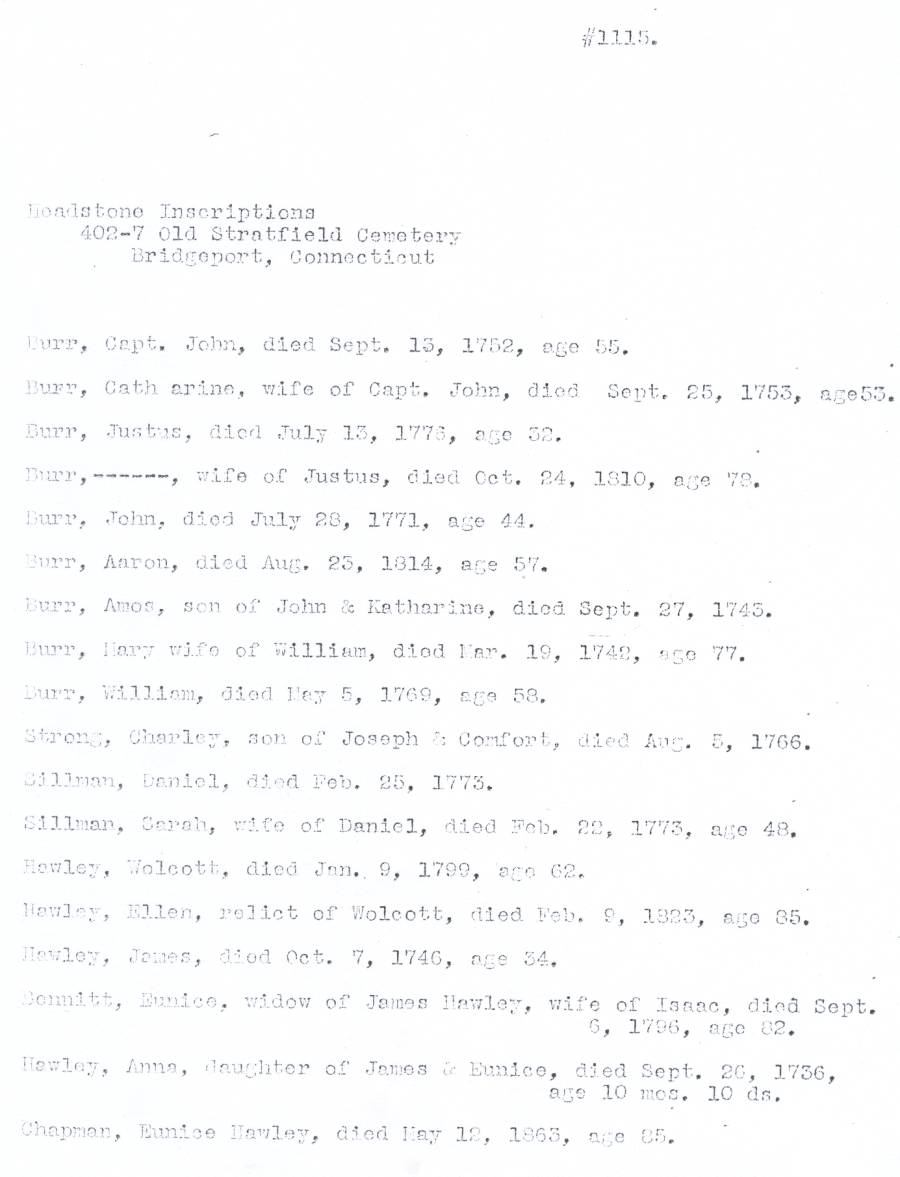 #1115.
Headstone Inscriptions
402-7 Old Stratfield Cemetery
Bridgeport, Connecticut
Burr, Capt. John, died Sept. 13, 1752, age 55.
Burr, Cath arine, wife of Capt. John, died Sept. 25, 1753, age53.
Burr, Justus, died July 13, 1776, age 32.
Burr,------, wife of Justus, died Oct. 24, 1810, age 78.
Burr, John, died July 28, 1771, age 44.
Burr, Aaron, died Aug. 23, 1814, age 57.
Burr, Amos, son of John & Katharine, died Sept. 27, 1743.
Burr, Mary wife of William, died Mar. 19, 1742, age 77.
Burr, William, died May 5, 1769, age 58.
Strong, Charley, son of Joseph & Comfort, died Aug. 5, 1766.
Sillman, Daniel, died Feb. 25, 1773.
Sillman, Sarah, wife of Daniel, died Feb. 22, 1773, age 48.
Hawley, Wolcott, died Jan. 9, 1799, age 62.
Hawley, Ellen, relict of Wolcott, died Feb. 9, 1823, age 85.
Hawley, James, died Oct. 7, 1746, age 34.
Bennitt, Eunice, widow of James Hawley, wife of Isaac, died Sept.
6, 1796, age 82.
Hawley, Anna, daughter of James & Eunice, died Sept. 26, 1736,
age 10 mos. 10 ds.
Chapman, Eunice Hawley, died May 12, 1863, age 85.